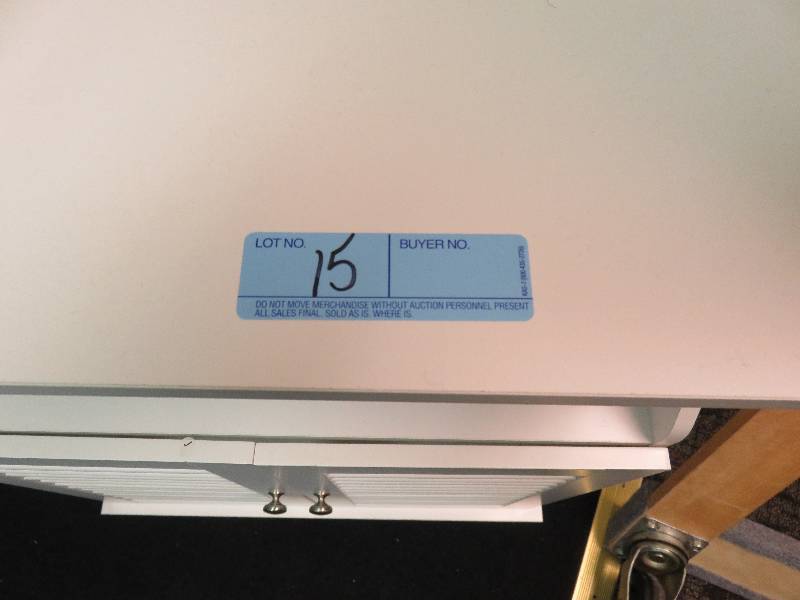 LOT NO. 15 BUYER NO.
DO NOT MOVE MERCHANDISE WITHOUT AUCTION PERSONNEL PRESENT
ALL SALES FINAL. SOLD AS IS. WHERE IS.